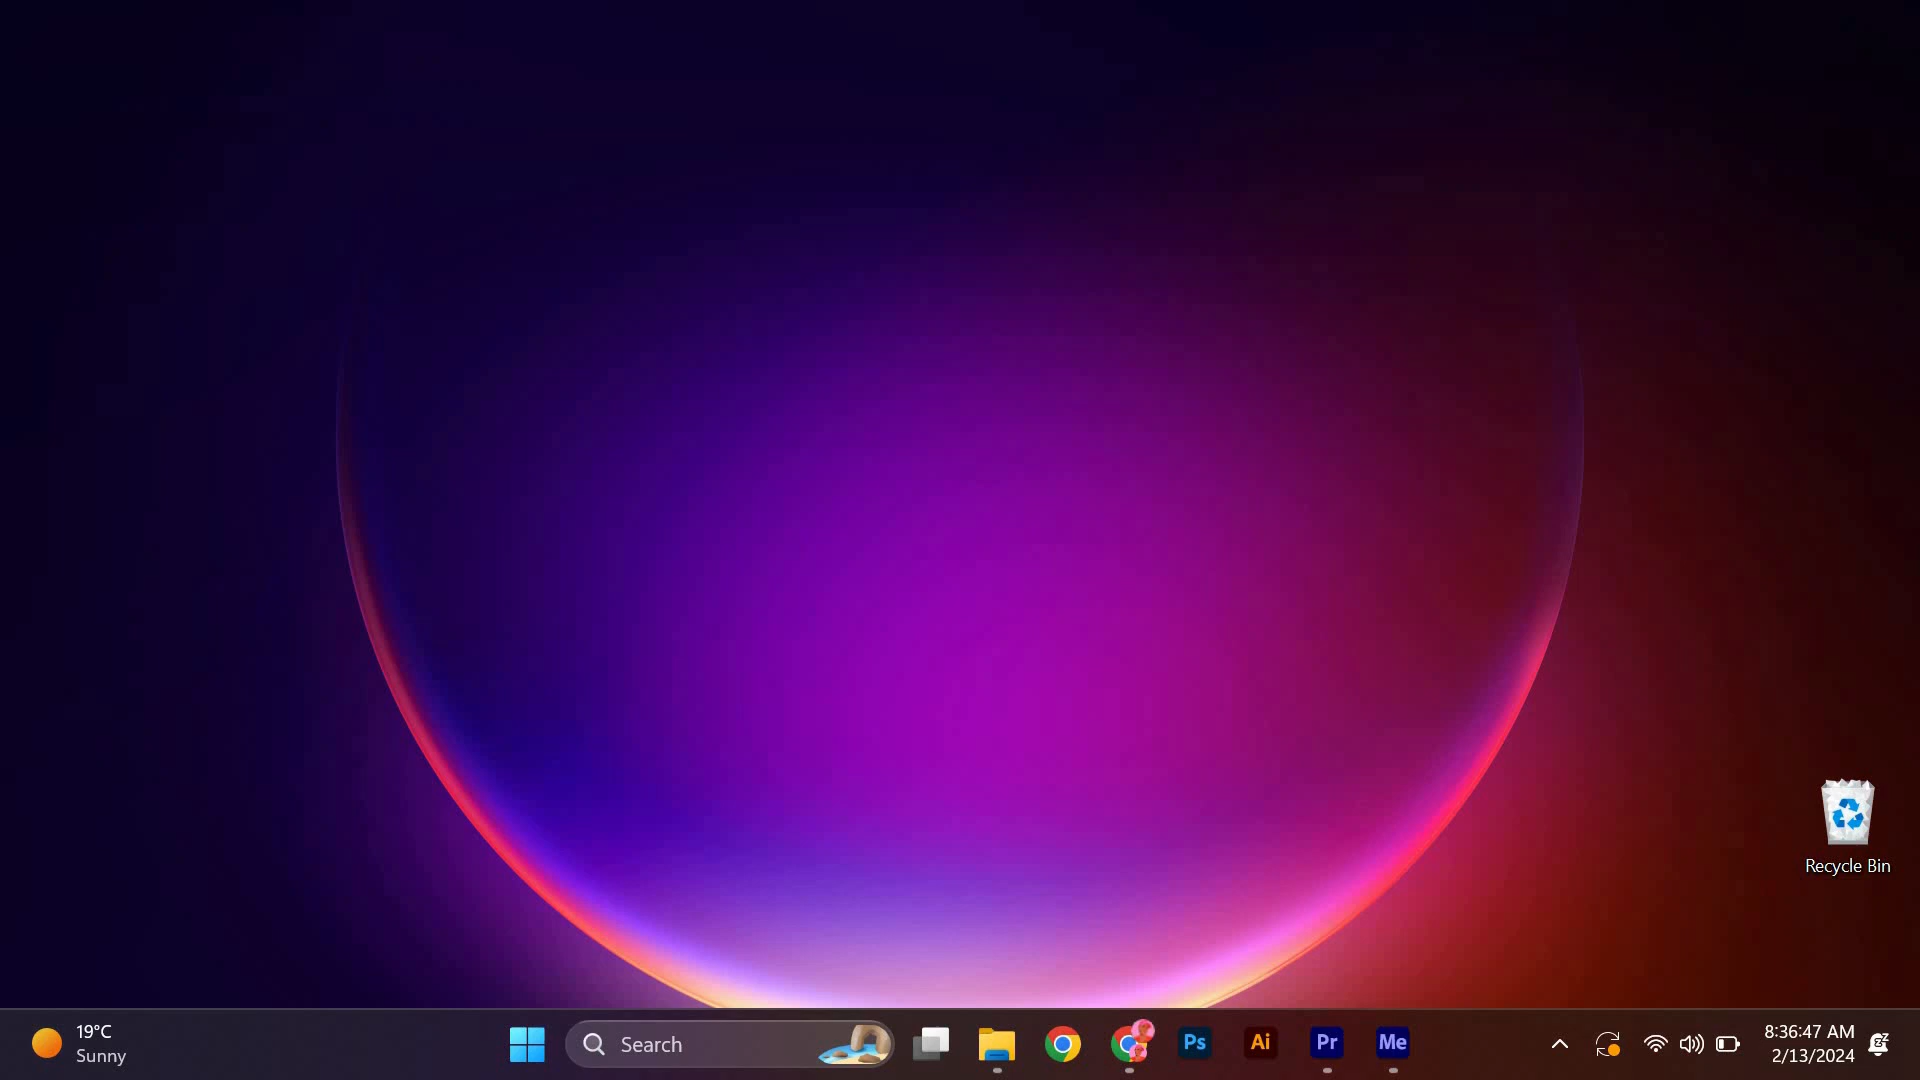 Recycle Bin
19°C
Sunny
Search
Ps
Ai
Pr
Me
8:36:47 AM
2/13/2024